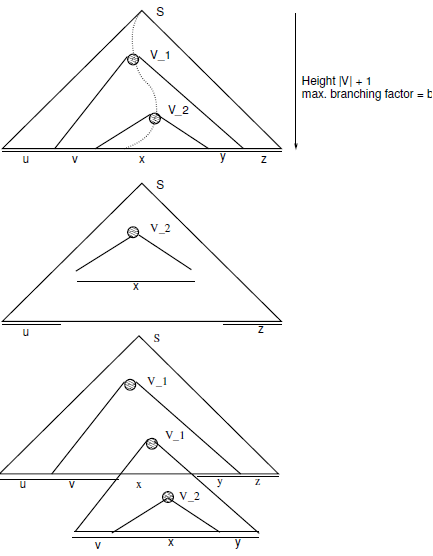 S
V_1
V_2
Height |V| + 1
max. branching factor = b
u v x y z
S
V_2
x
u z
S
V_1
V_1
u v x y z
V_2
v x y